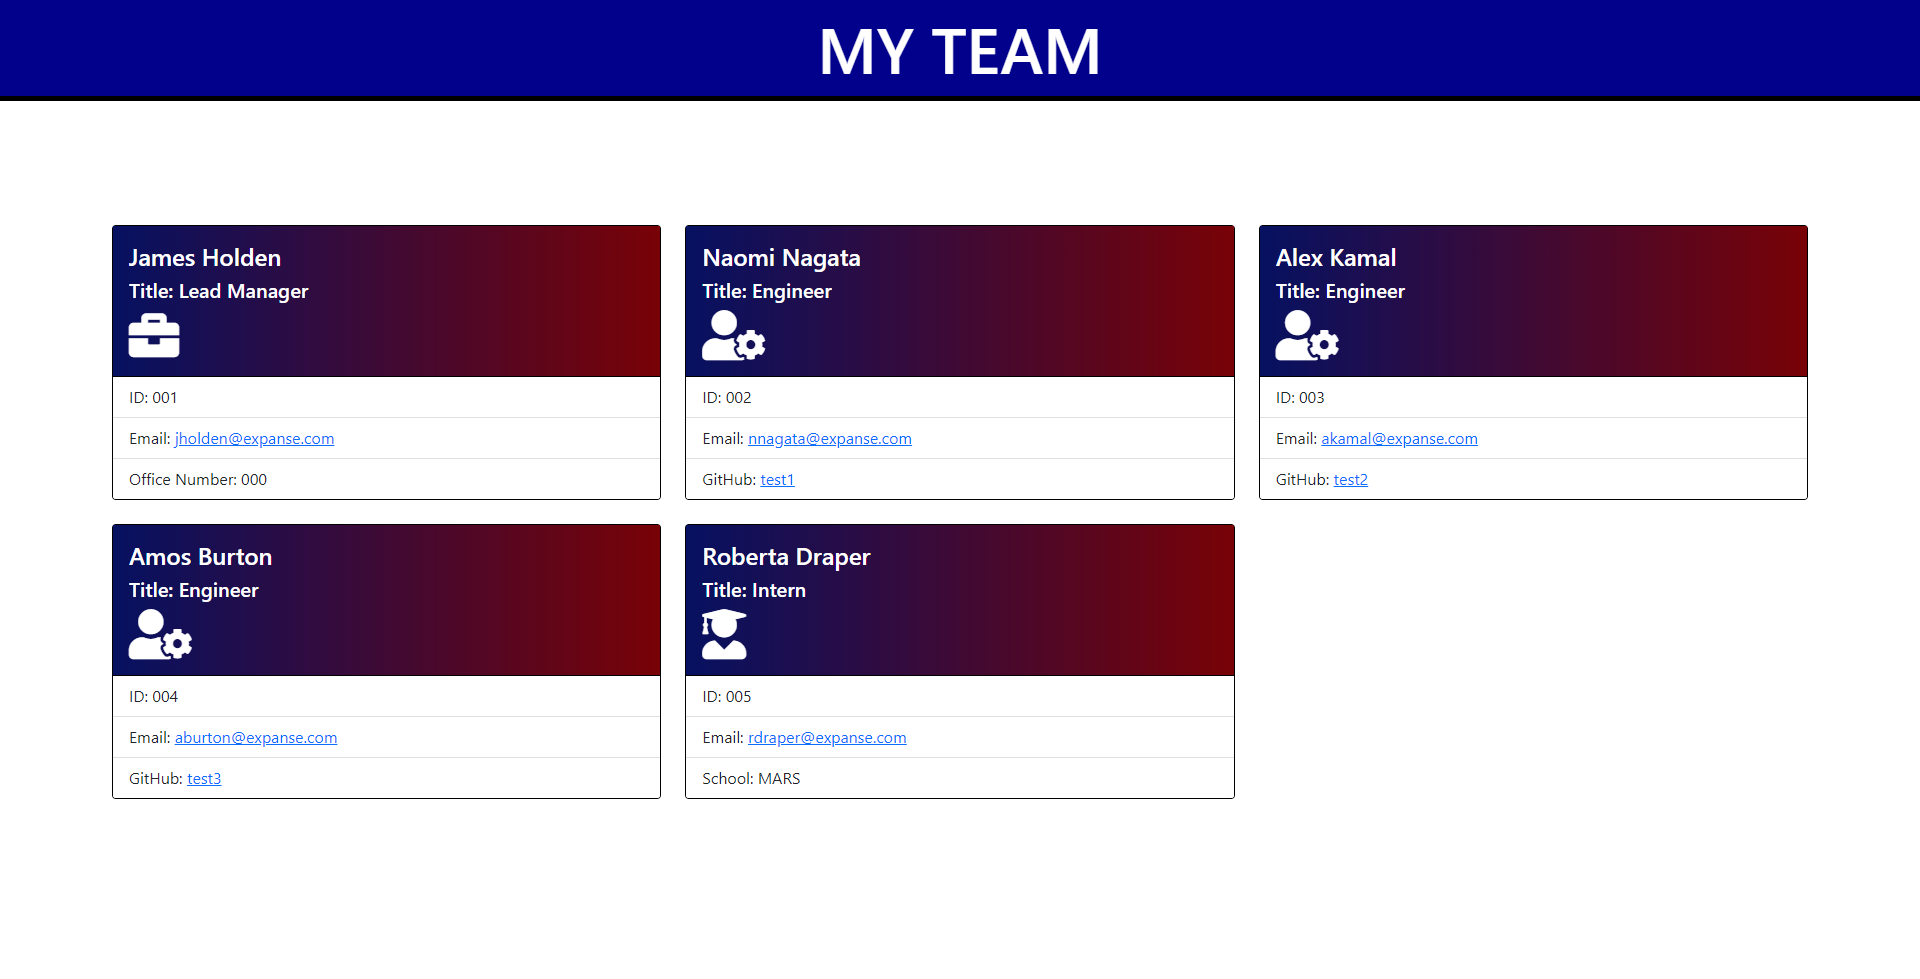 MY TEAM
James Holden
Title: Lead Manager
ID: 001
Email: jholden@expanse.com
Office Number: 000
Naomi Nagata
Title: Engineer
ID: 002
Email: nnagata@expanse.com
GitHub: test1
Alex Kamal
Title: Engineer
ID: 003
Email: akamal@expanse.com
GitHub: test2
Amos Burton
Title: Engineer
ID: 004
Email: aburton@expanse.com
GitHub: test3
Roberta Draper
Title: Intern
ID: 005
Email: rdraper@expanse.com
School: MARS